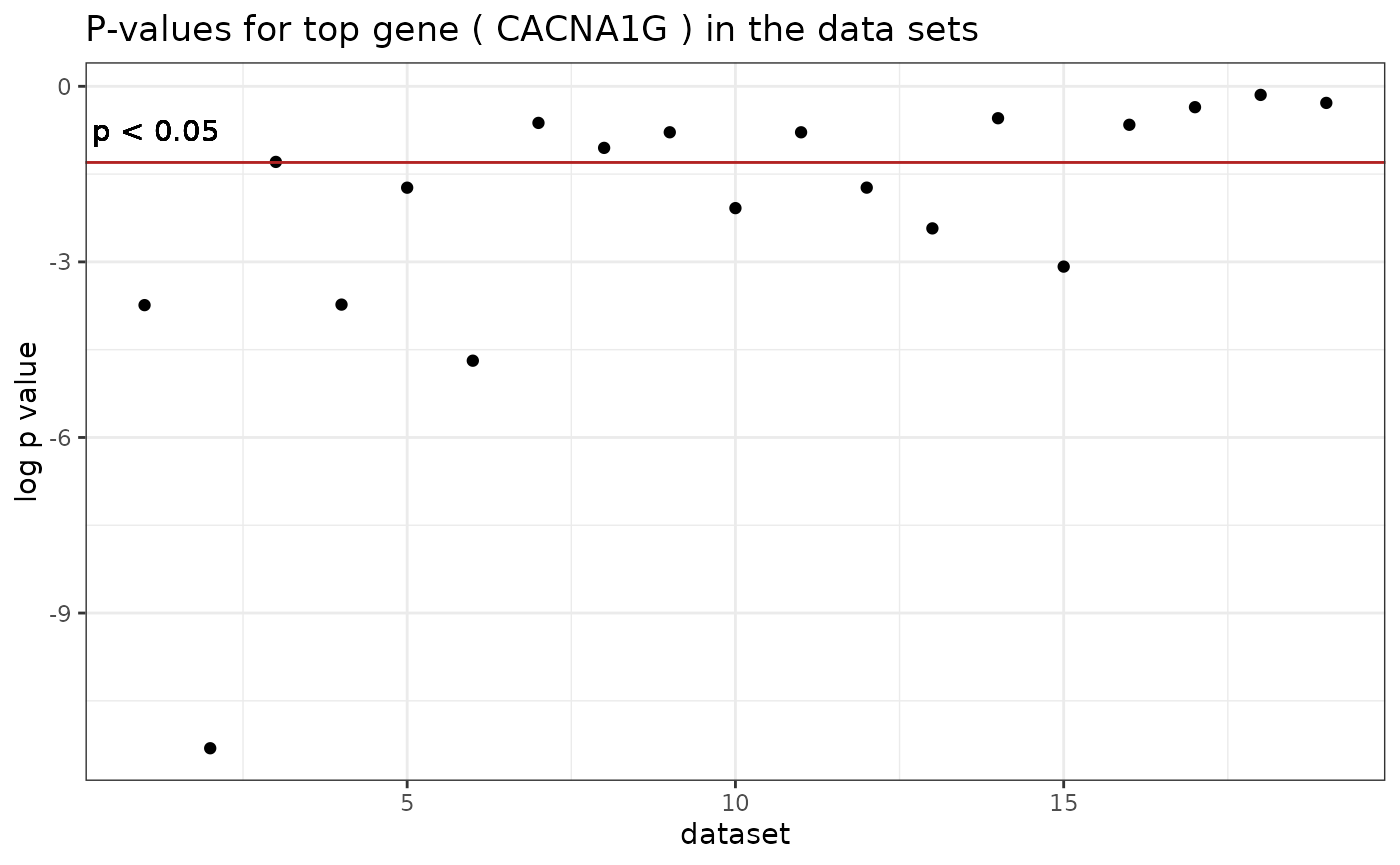 P-values for top gene ( CACNA1G ) in the data sets
0
p < 0.05
-3
log p value
-6
-9
5 10 15
dataset